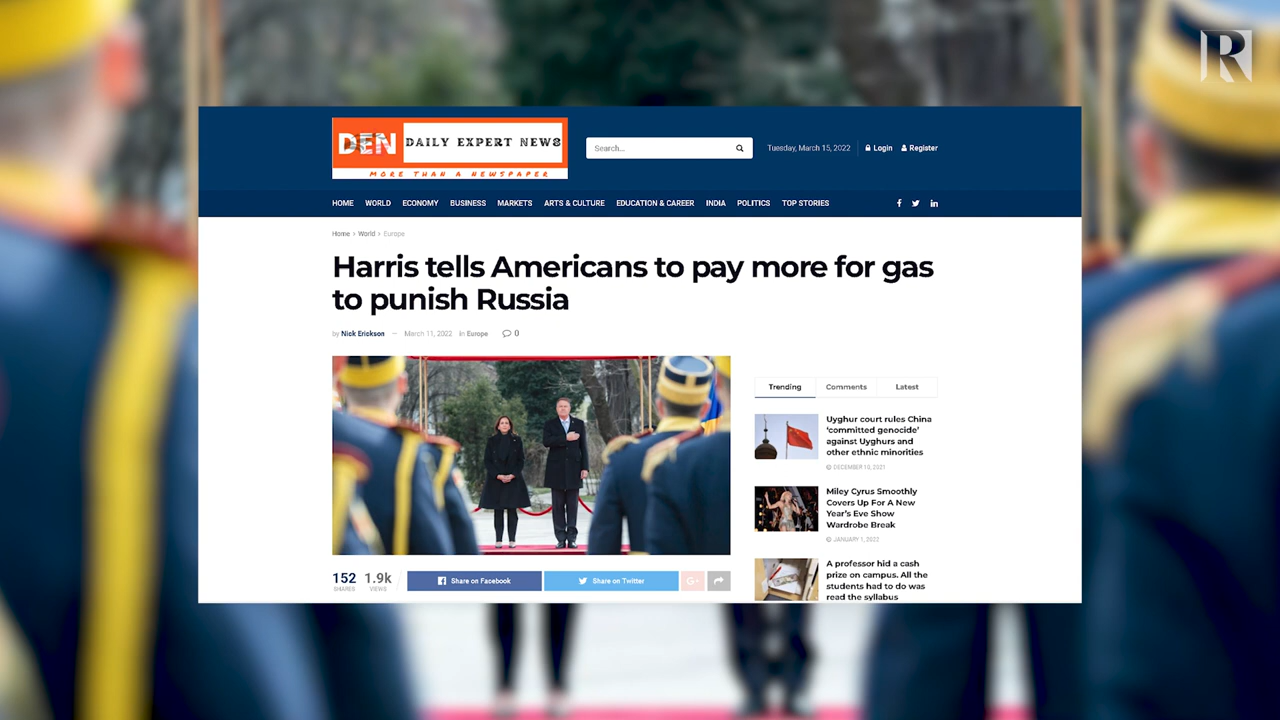 R
DEN DAILY EXPERT NEWS
MORE THAN A NEWSPAPER
Search...
Tuesday, March 15, 2022
Login
Register
HOME WORLD ECONOMY BUSINESS MARKETS ARTS & CULTURE EDUCATION & CAREER INDIA POLITICS TOP STORIES
Home > World > Europe
Harris tells Americans to pay more for gas
to punish Russia
by Nick Erickson — March 11, 2022 in Europe 0
152
SHARES
1.9k
VIEWS
Share on Facebook
Share on Twitter
G+
Trending Comments Latest
Uyghur court rules China
‘committed genocide’
against Uyghurs and
other ethnic minorities
DECEMBER 10, 2021
Miley Cyrus Smoothly
Covers Up For A New
Year’s Eve Show
Wardrobe Break
JANUARY 1, 2022
A professor hid a cash
prize on campus. All the
students had to do was
read the syllabus